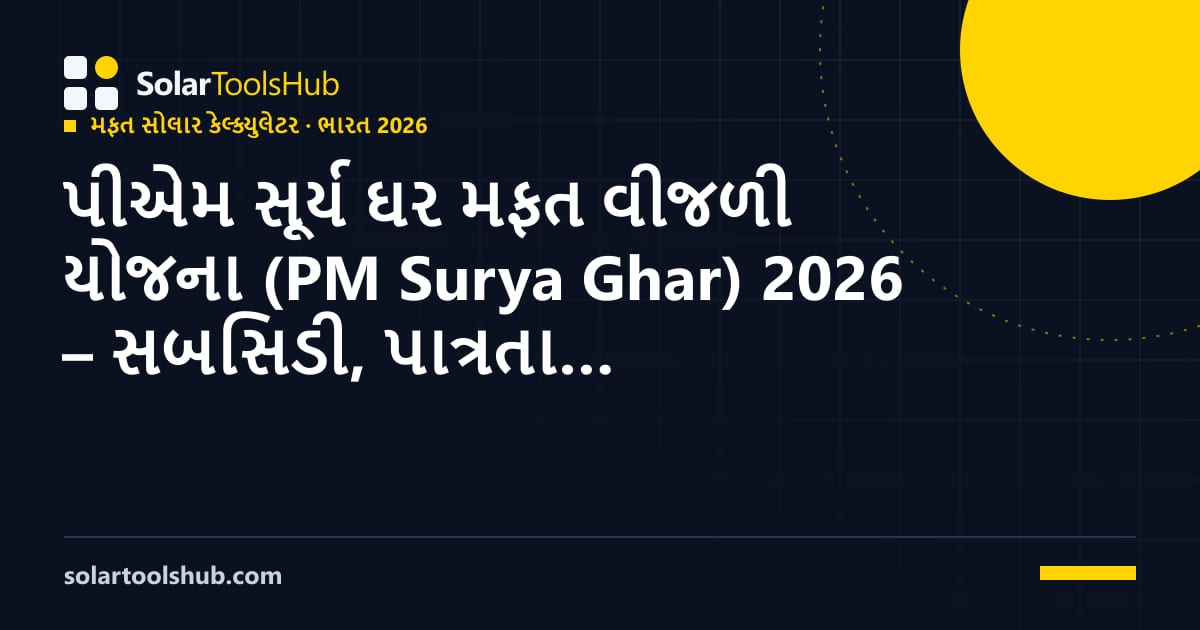 SolarToolsHub
મફત સોલાર કેલ્ક્યુલેટર · ભારત 2026
પીએમ સૂર્ય ઘર મફત વીજળી
યોજના (PM Surya Ghar) 2026
– સબસિડી, પાત્રતા...
solartoolshub.com